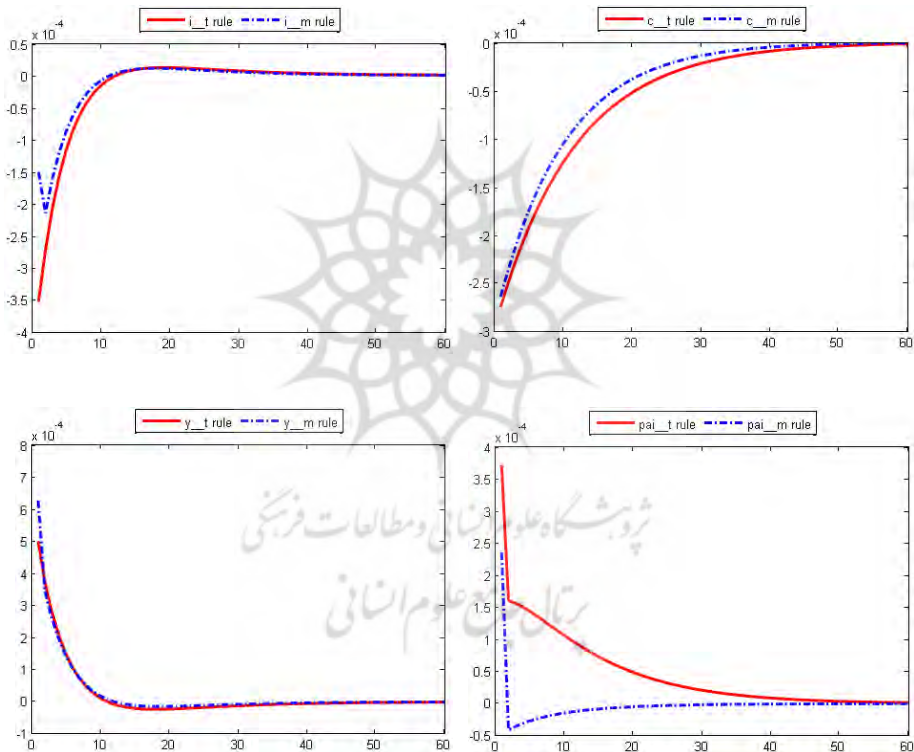 i__t rule i__m rule
x 10-4
0.5
0
-0.5
-1
-1.5
-2
-2.5
-3
-3.5
-4
0 10 20 30 40 50 60
c__t rule c__m rule
x 10-4
0
-0.5
-1
-1.5
-2
-2.5
-3
0 10 20 30 40 50 60
y__t rule y__m rule
x 10-4
8
7
6
5
4
3
2
1
0
-1
0 10 20 30 40 50 60
pai__t rule pai__m rule
x 10-4
4
3.5
3
2.5
2
1.5
1
0.5
0
-0.5
0 10 20 30 40 50 60
پژوهشگاه علوم انسانی و مطالعات فرهنگی
پرتال جامع علوم انسانی